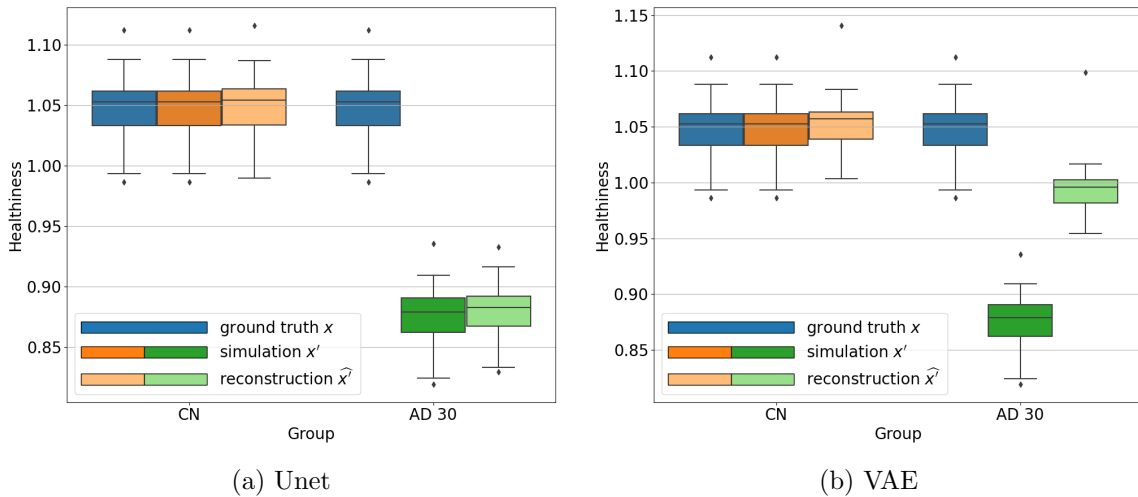 1.10
1.05
1.00
0.95
0.90
0.85
Healthiness
ground truth x
simulation x′
reconstruction x̂′
CN
AD 30
Group
(a) Unet
1.15
1.10
1.05
1.00
0.95
0.90
0.85
Healthiness
ground truth x
simulation x′
reconstruction x̂′
CN
AD 30
Group
(b) VAE